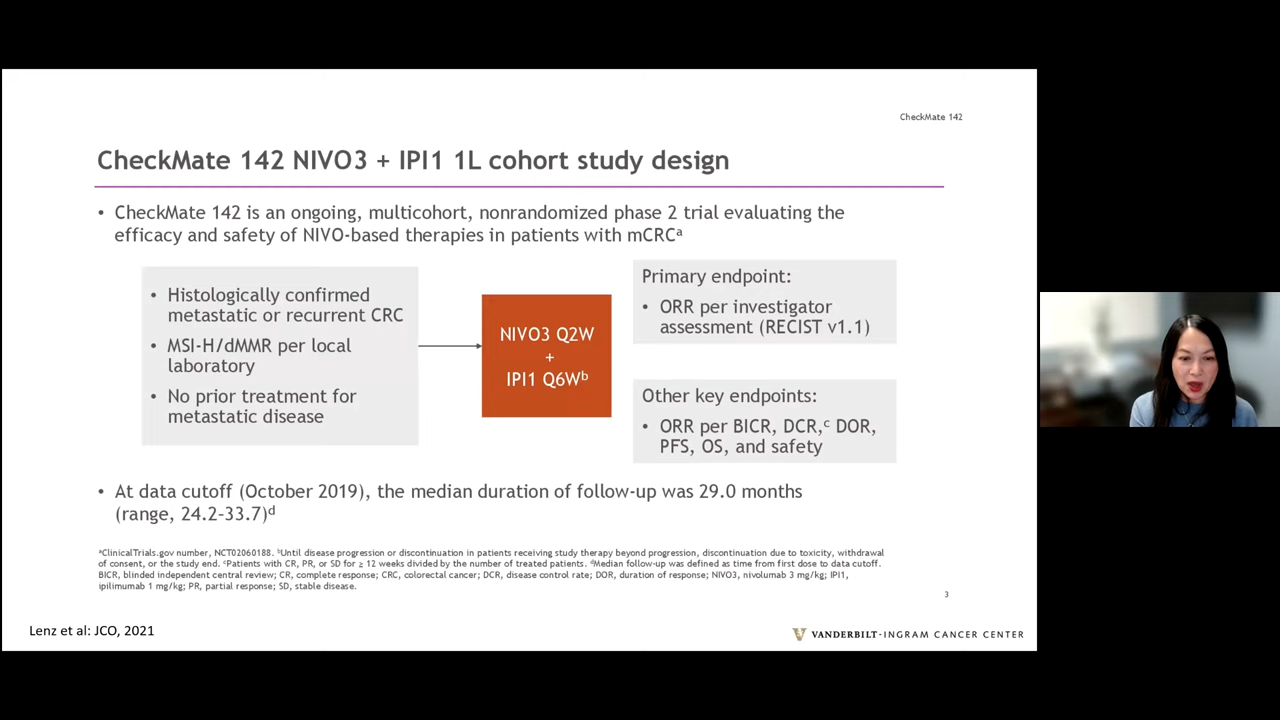 CheckMate 142
CheckMate 142 NIVO3 + IPI1 1L cohort study design
• CheckMate 142 is an ongoing, multicohort, nonrandomized phase 2 trial evaluating the
efficacy and safety of NIVO-based therapies in patients with mCRCᵃ
• Histologically confirmed
metastatic or recurrent CRC
• MSI-H/dMMR per local
laboratory
• No prior treatment for
metastatic disease
NIVO3 Q2W
+
IPI1 Q6Wᵇ
Primary endpoint:
• ORR per investigator
assessment (RECIST v1.1)
Other key endpoints:
• ORR per BICR, DCR,ᶜ DOR,
PFS, OS, and safety
• At data cutoff (October 2019), the median duration of follow-up was 29.0 months
(range, 24.2–33.7)ᵈ
ᵃClinicalTrials.gov number, NCT02060188. ᵇUntil disease progression or discontinuation in patients receiving study therapy beyond progression, discontinuation due to toxicity, withdrawal
of consent, or the study end. ᶜPatients with CR, PR, or SD for ≥ 12 weeks divided by the number of treated patients. ᵈMedian follow-up was defined as time from first dose to data cutoff.
BICR, blinded independent central review; CR, complete response; CRC, colorectal cancer; DCR, disease control rate; DOR, duration of response; NIVO3, nivolumab 3 mg/kg; IPI1,
ipilimumab 1 mg/kg; PR, partial response; SD, stable disease.
3
Lenz et al: JCO, 2021
VANDERBILT-INGRAM CANCER CENTER